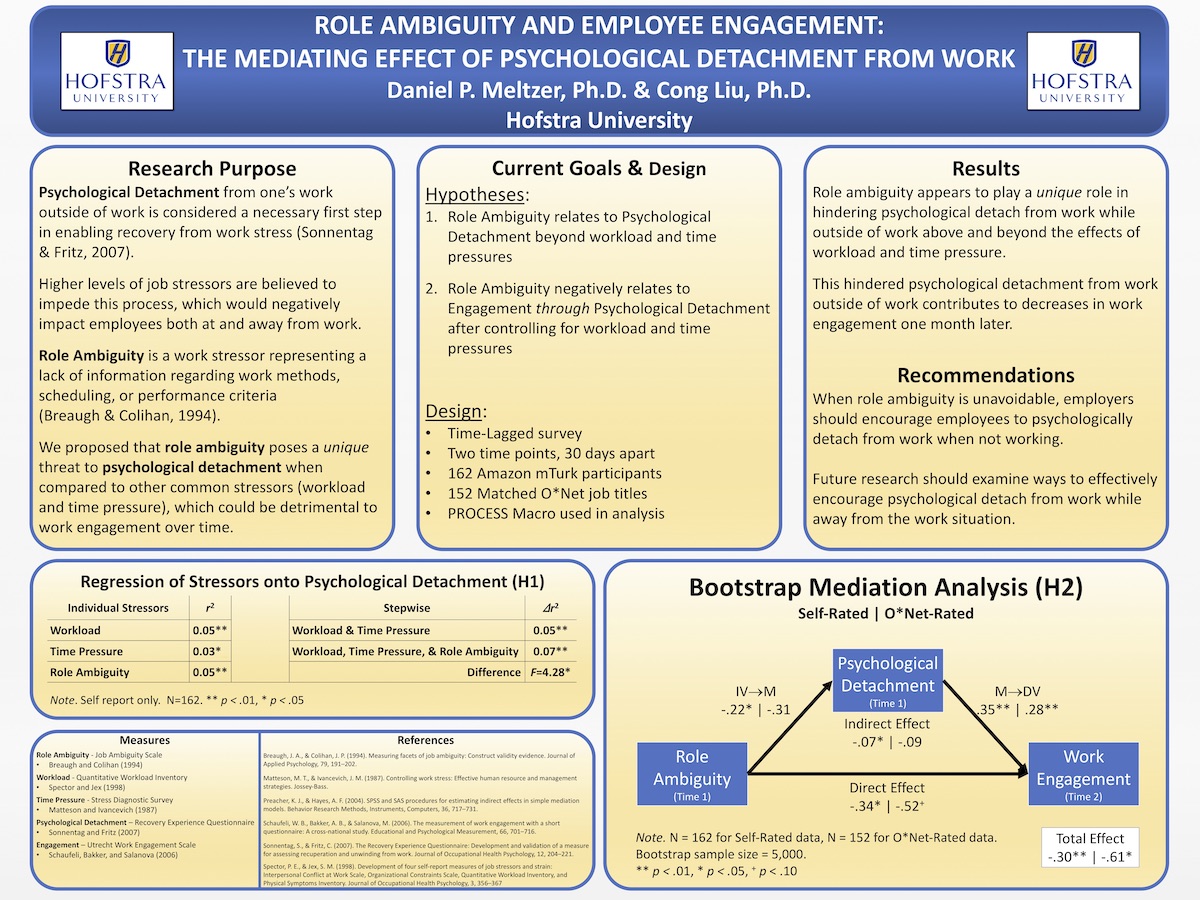 ROLE AMBIGUITY AND EMPLOYEE ENGAGEMENT:
THE MEDIATING EFFECT OF PSYCHOLOGICAL DETACHMENT FROM WORK
Daniel P. Meltzer, Ph.D. & Cong Liu, Ph.D.
Hofstra University
H
HOFSTRA
UNIVERSITY
H
HOFSTRA
UNIVERSITY
Research Purpose
Psychological Detachment from one’s work
outside of work is considered a necessary first step
in enabling recovery from work stress (Sonnentag
& Fritz, 2007).
Higher levels of job stressors are believed to
impede this process, which would negatively
impact employees both at and away from work.
Role Ambiguity is a work stressor representing a
lack of information regarding work methods,
scheduling, or performance criteria
(Breaugh & Colihan, 1994).
We proposed that role ambiguity poses a unique
threat to psychological detachment when
compared to other common stressors (workload
and time pressure), which could be detrimental to
work engagement over time.
Current Goals & Design
Hypotheses:
1. Role Ambiguity relates to Psychological
Detachment beyond workload and time
pressures
2. Role Ambiguity negatively relates to
Engagement through Psychological Detachment
after controlling for workload and time
pressures
Design:
• Time-Lagged survey
• Two time points, 30 days apart
• 162 Amazon mTurk participants
• 152 Matched O*Net job titles
• PROCESS Macro used in analysis
Results
Role ambiguity appears to play a unique role in
hindering psychological detach from work while
outside of work above and beyond the effects of
workload and time pressure.
This hindered psychological detachment from work
outside of work contributes to decreases in work
engagement one month later.
Recommendations
When role ambiguity is unavoidable, employers
should encourage employees to psychologically
detach from work when not working.
Future research should examine ways to effectively
encourage psychological detach from work while
away from the work situation.
Regression of Stressors onto Psychological Detachment (H1)
Individual Stressors r² Stepwise Δr²
Workload 0.05** Workload & Time Pressure 0.05**
Time Pressure 0.03* Workload, Time Pressure, & Role Ambiguity 0.07**
Role Ambiguity 0.05** Difference F=4.28*
Note. Self report only. N=162. ** p < .01, * p < .05
Measures
Role Ambiguity - Job Ambiguity Scale
• Breaugh and Colihan (1994)
Workload - Quantitative Workload Inventory
• Spector and Jex (1998)
Time Pressure - Stress Diagnostic Survey
• Matteson and Ivancevich (1987)
Psychological Detachment – Recovery Experience Questionnaire
• Sonnentag and Fritz (2007)
Engagement – Utrecht Work Engagement Scale
• Schaufeli, Bakker, and Salanova (2006)
References
Breaugh, J. A., & Colihan, J. P. (1994). Measuring facets of job ambiguity: Construct validity evidence. Journal of
Applied Psychology, 79, 191–202.
Matteson, M. T., & Ivancevich, J. M. (1987). Controlling work stress: Effective human resource and management
strategies. Jossey-Bass.
Preacher, K. J., & Hayes, A. F. (2004). SPSS and SAS procedures for estimating indirect effects in simple mediation
models. Behavior Research Methods, Instruments, Computers, 36, 717–731.
Schaufeli, W. B., Bakker, A. B., & Salanova, M. (2006). The measurement of work engagement with a short
questionnaire: A cross-national study. Educational and Psychological Measurement, 66, 701–716.
Sonnentag, S., & Fritz, C. (2007). The Recovery Experience Questionnaire: Development and validation of a measure
for assessing recuperation and unwinding from work. Journal of Occupational Health Psychology, 12, 204–221.
Spector, P. E., & Jex, S. M. (1998). Development of four self-report measures of job stressors and strain:
Interpersonal Conflict at Work Scale, Organizational Constraints Scale, Quantitative Workload Inventory, and
Physical Symptoms Inventory. Journal of Occupational Health Psychology, 3, 356–367
Bootstrap Mediation Analysis (H2)
Self-Rated | O*Net-Rated
Psychological
Detachment
(Time 1)
IV→M
-.22* | -.31
M→DV
.35** | .28**
Indirect Effect
-.07* | -.09
Role
Ambiguity
(Time 1)
Work
Engagement
(Time 2)
Direct Effect
-.34* | -.52⁺
Note. N = 162 for Self-Rated data, N = 152 for O*Net-Rated data.
Bootstrap sample size = 5,000.
** p < .01, * p < .05, ⁺ p < .10
Total Effect
-.30** | -.61*